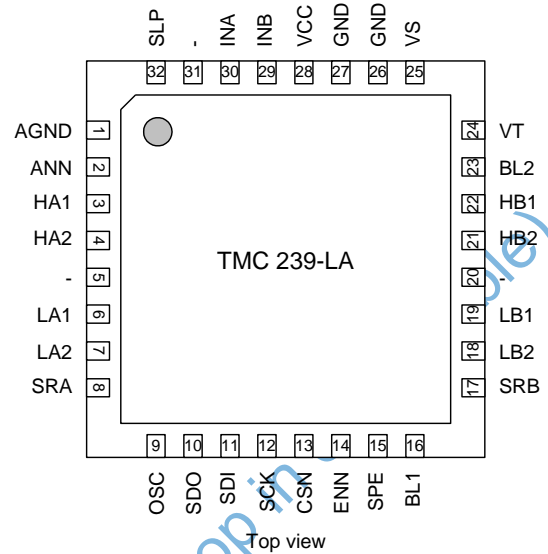 SLP - INA INB VCC GND GND VS
32 31 30 29 28 27 26 25
AGND 1
ANN 2
HA1 3
HA2 4
- 5
LA1 6
LA2 7
SRA 8
TMC 239-LA
24 VT
23 BL2
22 HB1
21 HB2
20 -
19 LB1
18 LB2
17 SRB
9 10 11 12 13 14 15 16
OSC SDO SDI SCK CSN ENN SPE BL1
Top view